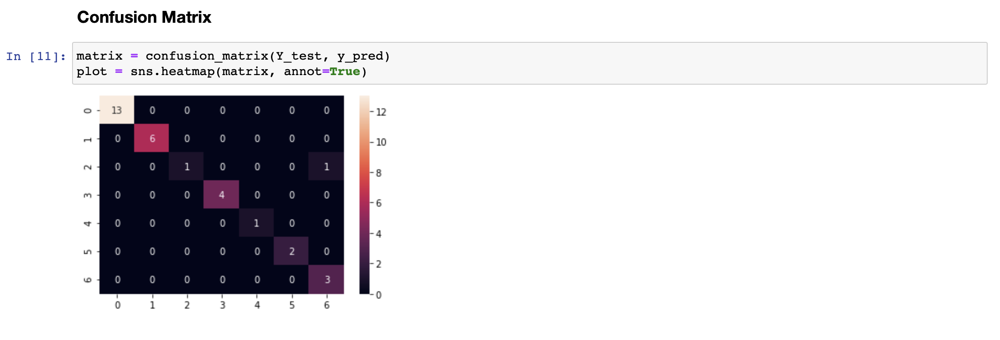 Confusion Matrix
In [11]: matrix = confusion_matrix(Y_test, y_pred)
plot = sns.heatmap(matrix, annot=True)
0 13 0 0 0 0 0 0
1 0 6 0 0 0 0 0
2 0 0 1 0 0 0 1
3 0 0 0 4 0 0 0
4 0 0 0 0 1 0 0
5 0 0 0 0 0 2 0
6 0 0 0 0 0 0 3
0 1 2 3 4 5 6
12
10
8
6
4
2
0